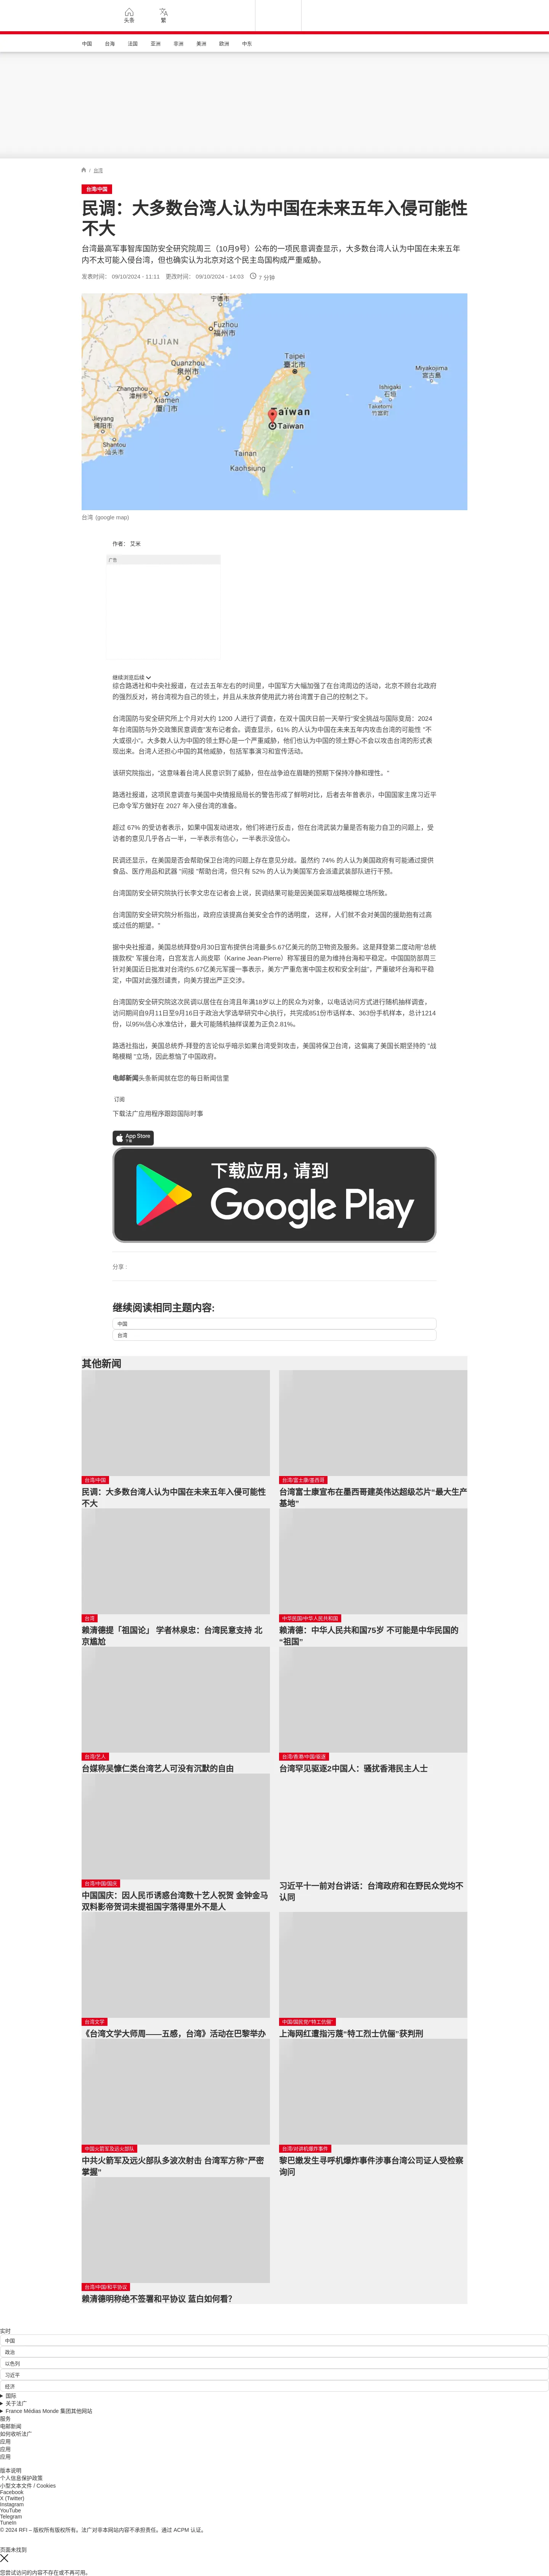 头条
繁
中国
台海
法国
亚洲
非洲
美洲
欧洲
中东
/ 台湾
台湾/中国
民调：大多数台湾人认为中国在未来五年入侵可能性
不大
台湾最高军事智库国防安全研究院周三（10月9号）公布的一项民意调查显示，大多数台湾人认为中国在未来五年
内不太可能入侵台湾，但也确实认为北京对这个民主岛国构成严重威胁。
发表时间： 09/10/2024 - 11:11 更改时间： 09/10/2024 - 14:03 7 分钟
宁德市
Fuzhou
福州市
FUJIAN
Quanzhou
泉州市
Taipei
臺北市
Miyakojima
宮古島
Zhangzhou
漳州市
Xiamen
厦门市
Ishigaki
石垣
Taketomi
竹富町
Jieyang
揭阳市
Taiwan
Taiwan
Shantou
汕头市
Tainan
Kaohsiung
台湾 (google map)
作者： 艾米
广告
继续浏览后续
综合路透社和中央社报道，在过去五年左右的时间里，中国军方大幅加强了在台湾周边的活动，北京不顾台北政府
的强烈反对，将台湾视为自己的领土，并且从未放弃使用武力将台湾置于自己的控制之下。
台湾国防与安全研究所上个月对大约 1200 人进行了调查，在双十国庆日前一天举行“安全挑战与国际变局：2024
年台湾国防与外交政策民意调查”发布记者会。调查显示，61% 的人认为中国在未来五年内攻击台湾的可能性 "不
大或很小"。大多数人认为中国的领土野心是一个严重威胁，他们也认为中国的领土野心不会以攻击台湾的形式表
现出来。台湾人还担心中国的其他威胁，包括军事演习和宣传活动。
该研究院指出，"这意味着台湾人民意识到了威胁，但在战争迫在眉睫的预期下保持冷静和理性。"
路透社报道，这项民意调查与美国中央情报局局长的警告形成了鲜明对比，后者去年曾表示，中国国家主席习近平
已命令军方做好在 2027 年入侵台湾的准备。
超过 67% 的受访者表示，如果中国发动进攻，他们将进行反击，但在台湾武装力量是否有能力自卫的问题上，受
访者的意见几乎各占一半，一半表示有信心，一半表示没信心。
民调还显示，在美国是否会帮助保卫台湾的问题上存在意见分歧。虽然约 74% 的人认为美国政府有可能通过提供
食品、医疗用品和武器 "间接 "帮助台湾，但只有 52% 的人认为美国军方会派遣武装部队进行干预。
台湾国防安全研究院执行长李文忠在记者会上说，民调结果可能是因美国采取战略模糊立场所致。
台湾国防安全研究院分析指出，政府应该提高台美安全合作的透明度， 这样，人们就不会对美国的援助抱有过高
或过低的期望。"
据中央社报道，美国总统拜登9月30日宣布提供台湾最多5.67亿美元的防卫物资及服务。这是拜登第二度动用“总统
拨款权” 军援台湾，白宫发言人尚皮耶（Karine Jean-Pierre）称军援目的是为维持台海和平稳定。中国国防部周三
针对美国近日批准对台湾约5.67亿美元军援一事表示，美方“严重危害中国主权和安全利益”，严重破坏台海和平稳
定，中国对此强烈谴责，向美方提出严正交涉。
台湾国防安全研究院这次民调以居住在台湾且年满18岁以上的民众为对象，以电话访问方式进行随机抽样调查，
访问期间自9月11日至9月16日于政治大学选举研究中心执行，共完成851份市话样本、363份手机样本，总计1214
份，以95%信心水准估计，最大可能随机抽样误差为正负2.81%。
路透社指出，美国总统乔-拜登的言论似乎暗示如果台湾受到攻击，美国将保卫台湾，这偏离了美国长期坚持的 "战
略模糊 "立场，因此惹恼了中国政府。
电邮新闻头条新闻就在您的每日新闻信里
订阅
下载法广应用程序跟踪国际时事
App Store
下载
下载应用，请到
Google Play
分享 :
继续阅读相同主题内容:
中国
台湾
其他新闻
台湾/中国
民调：大多数台湾人认为中国在未来五年入侵可能性
不大
台湾/富士康/墨西哥
台湾富士康宣布在墨西哥建英伟达超级芯片“最大生产
基地”
台湾
赖清德提「祖国论」 学者林泉忠：台湾民意支持 北
京尴尬
中华民国/中华人民共和国
赖清德：中华人民共和国75岁 不可能是中华民国的
“祖国”
台湾/艺人
台媒称吴慷仁类台湾艺人可没有沉默的自由
台湾/香港/中国/驱逐
台湾罕见驱逐2中国人：骚扰香港民主人士
台湾/中国/国庆
中国国庆：因人民币诱惑台湾数十艺人祝贺 金钟金马
双料影帝贺词未提祖国字落得里外不是人
习近平十一前对台讲话：台湾政府和在野民众党均不
认同
台湾文学
《台湾文学大师周——五感，台湾》活动在巴黎举办
中国/国民党/“特工伉俪”
上海网红遭指污蔑“特工烈士伉俪”获判刑
中国火箭军及远火部队
中共火箭军及远火部队多波次射击 台湾军方称“严密
掌握”
台湾/对讲机爆炸事件
黎巴嫩发生寻呼机爆炸事件涉事台湾公司证人受检察
询问
台湾/中国/和平协议
赖清德明称绝不签署和平协议 蓝白如何看？
实时
中国
政治
以色列
习近平
经济
国际
关于法广
France Médias Monde 集团其他网站
服务
电邮新闻
如何收听法广
应用
应用
应用
版本说明
个人信息保护政策
小型文本文件 / Cookies
Facebook
X (Twitter)
Instagram
YouTube
Telegram
TuneIn
© 2024 RFI – 版权所有版权所有。法广对非本网站内容不承担责任。通过 ACPM 认证。
页面未找到
您尝试访问的内容不存在或不再可用。